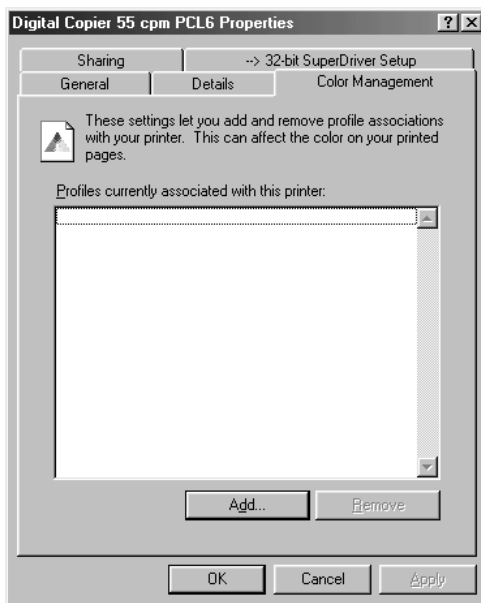 Digital Copier 55 cpm PCL6 Properties
Sharing
--> 32-bit SuperDriver Setup
General
Details
Color Management
These settings let you add and remove profile associations
with your printer. This can affect the color on your printed
pages.
Profiles currently associated with this printer:
Add...
Remove
OK
Cancel
Apply